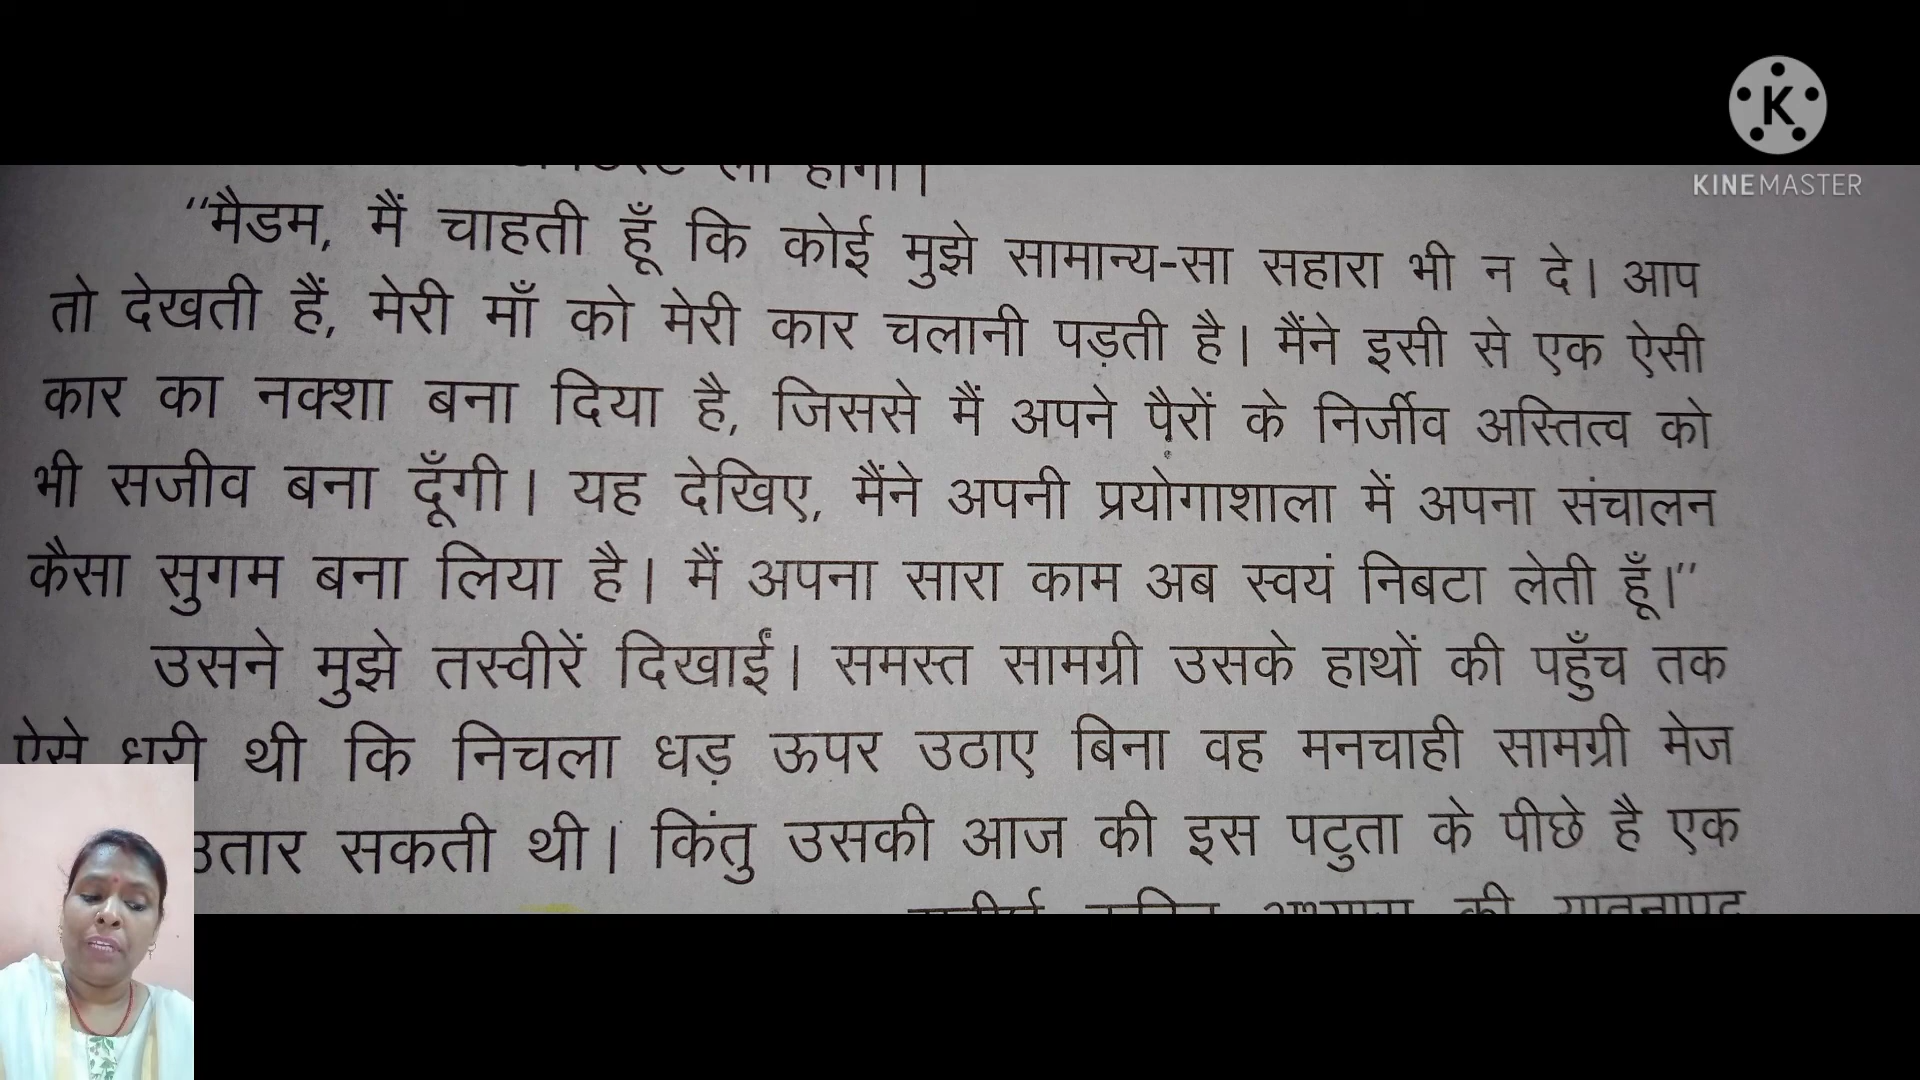 K
KINEMASTER
ला होगा।
"मैडम, मैं चाहती हूँ कि कोई मुझे सामान्य-सा सहारा भी न दे। आप
तो देखती हैं, मेरी माँ को मेरी कार चलानी पड़ती है। मैंने इसी से एक ऐसी
कार का नक्शा बना दिया है, जिससे मैं अपने पैरों के निर्जीव अस्तित्व को
भी सजीव बना दूँगी। यह देखिए, मैंने अपनी प्रयोगाशाला में अपना संचालन
कैसा सुगम बना लिया है। मैं अपना सारा काम अब स्वयं निबटा लेती हूँ।"
उसने मुझे तस्वीरें दिखाईं। समस्त सामग्री उसके हाथों की पहुँच तक
ऐसे धरी थी कि निचला धड़ ऊपर उठाए बिना वह मनचाही सामग्री मेज
उतार सकती थी। किंतु उसकी आज की इस पटुता के पीछे है एक
की